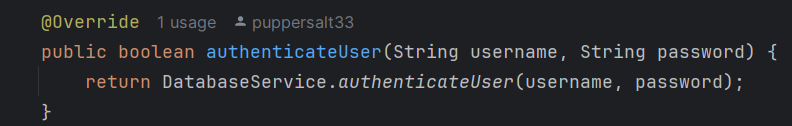 @Override 1 usage puppersalt33
public boolean authenticateUser(String username, String password) {
return DatabaseService.authenticateUser(username, password);
}